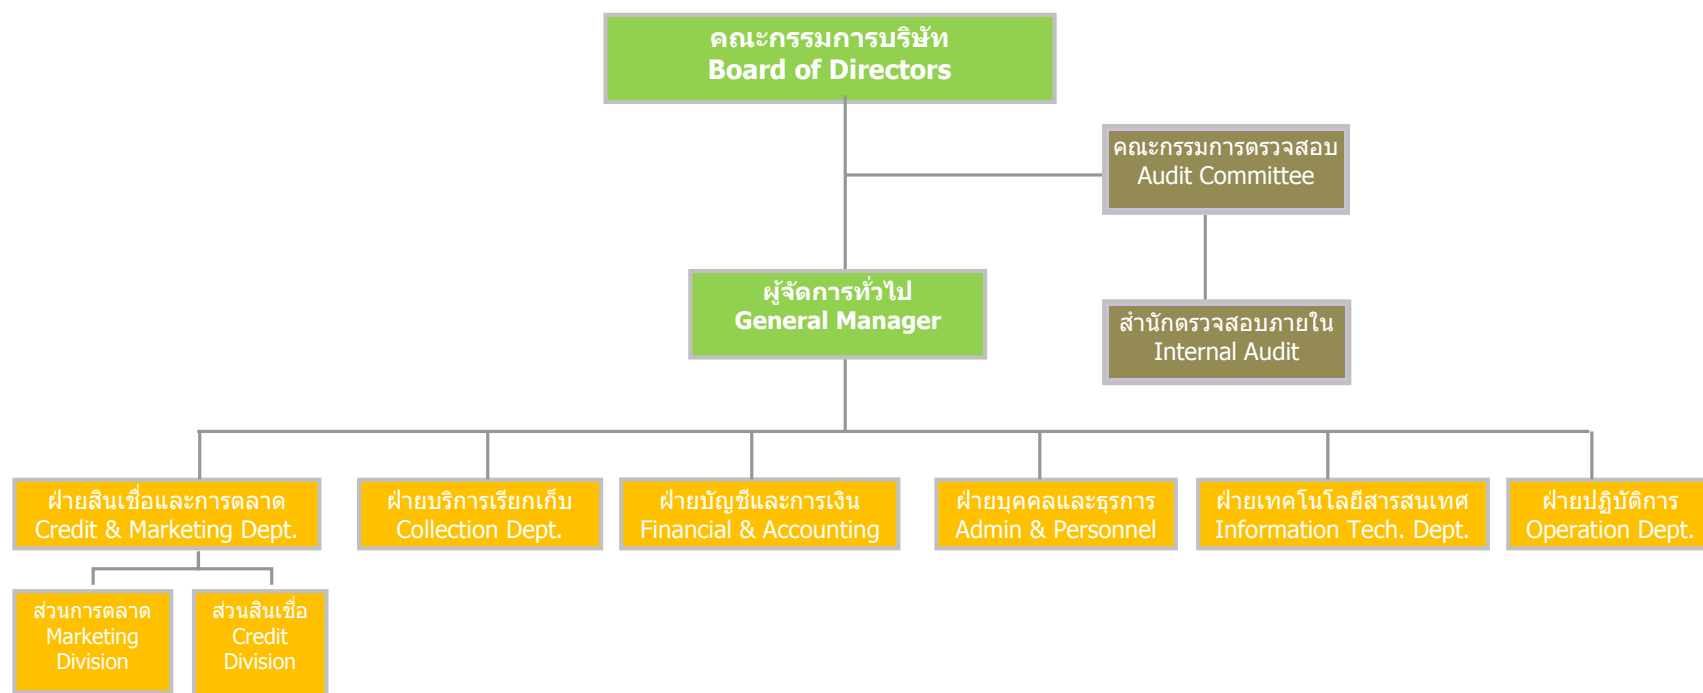 คณะกรรมการบริษัท
Board of Directors
คณะกรรมการตรวจสอบ
Audit Committee
ผู้จัดการทั่วไป
General Manager
สำนักตรวจสอบภายใน
Internal Audit
ฝ่ายสินเชื่อและการตลาด
Credit & Marketing Dept.
ฝ่ายบริการเรียกเก็บ
Collection Dept.
ฝ่ายบัญชีและการเงิน
Financial & Accounting
ฝ่ายบุคคลและธุรการ
Admin & Personnel
ฝ่ายเทคโนโลยีสารสนเทศ
Information Tech. Dept.
ฝ่ายปฏิบัติการ
Operation Dept.
ส่วนการตลาด
Marketing
Division
ส่วนสินเชื่อ
Credit
Division